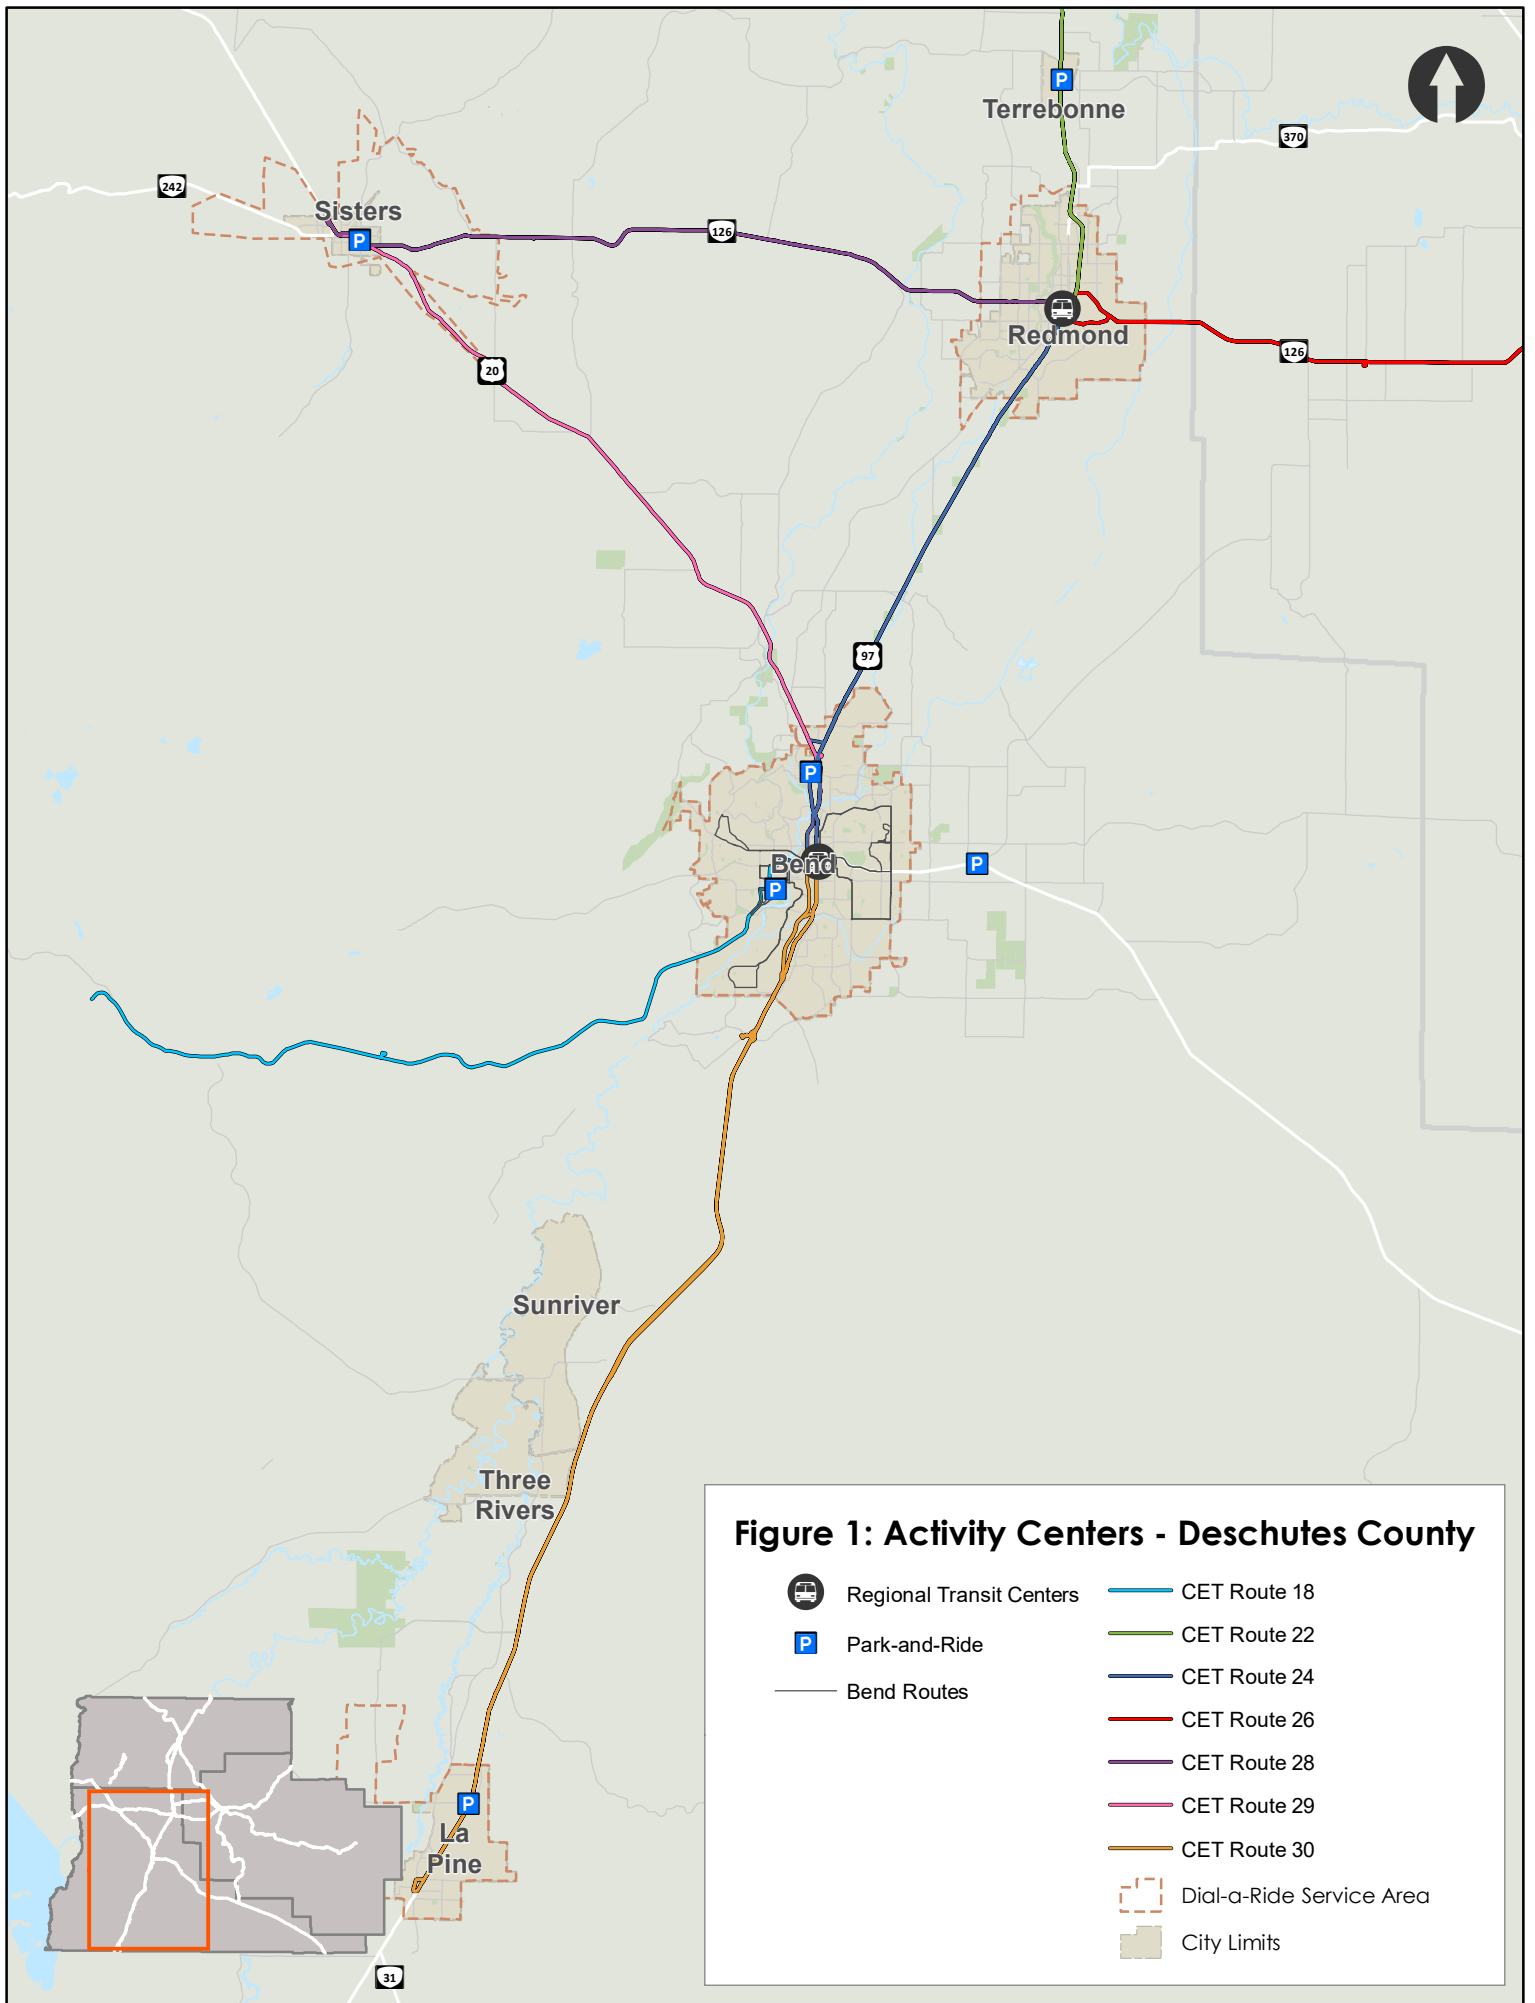 P
Terrebonne
370
242
Sisters
P
126
Redmond
126
20
97
P
Bend
P
P
Sunriver
Three
Rivers
P
La
Pine
31
Figure 1: Activity Centers - Deschutes County
Regional Transit Centers
P Park-and-Ride
Bend Routes
CET Route 18
CET Route 22
CET Route 24
CET Route 26
CET Route 28
CET Route 29
CET Route 30
Dial-a-Ride Service Area
City Limits